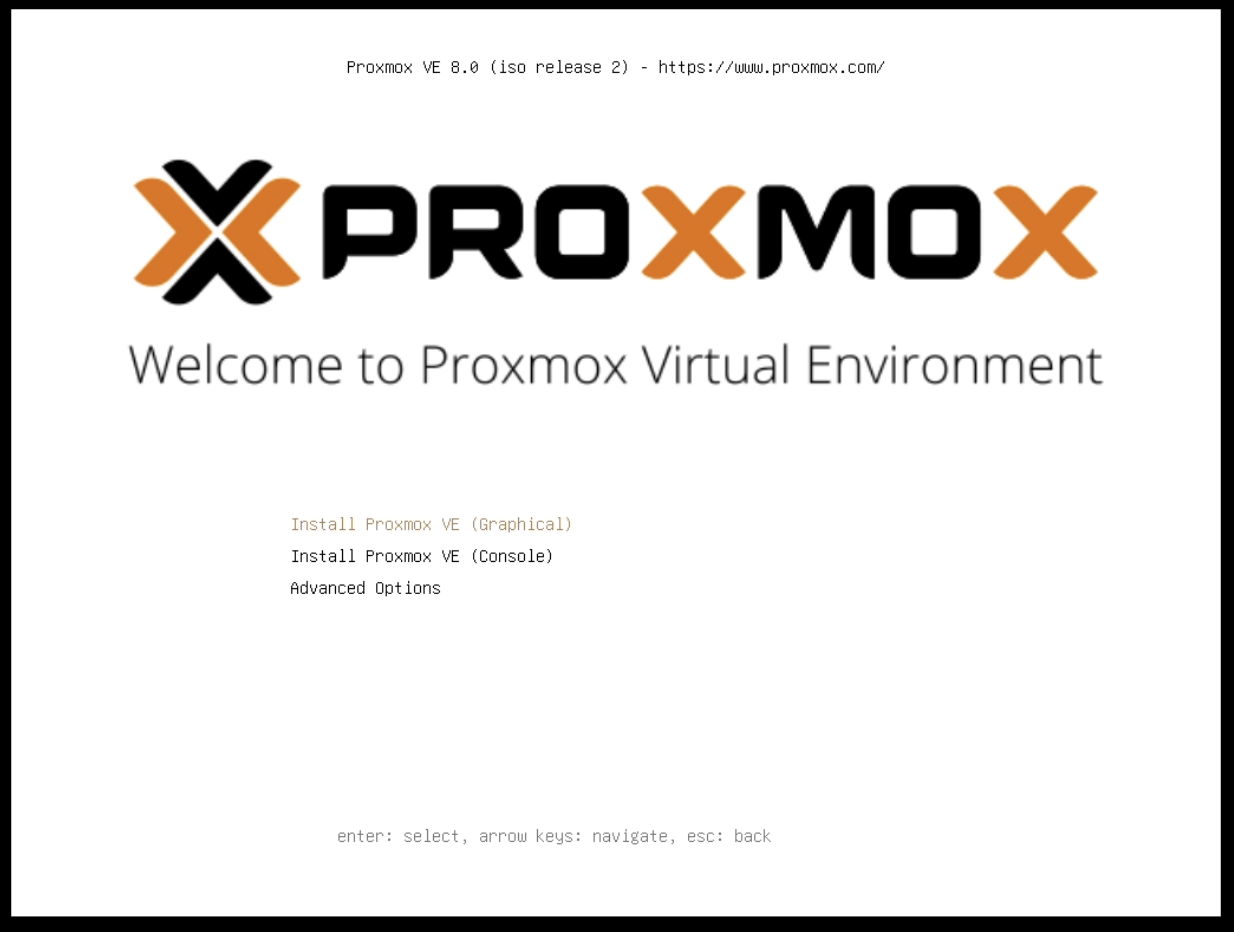 Proxmox VE 8.0 (iso release 2) - https://www.proxmox.com/
PROXMOX
Welcome to Proxmox Virtual Environment
Install Proxmox VE (Graphical)
Install Proxmox VE (Console)
Advanced Options
enter: select, arrow keys: navigate, esc: back